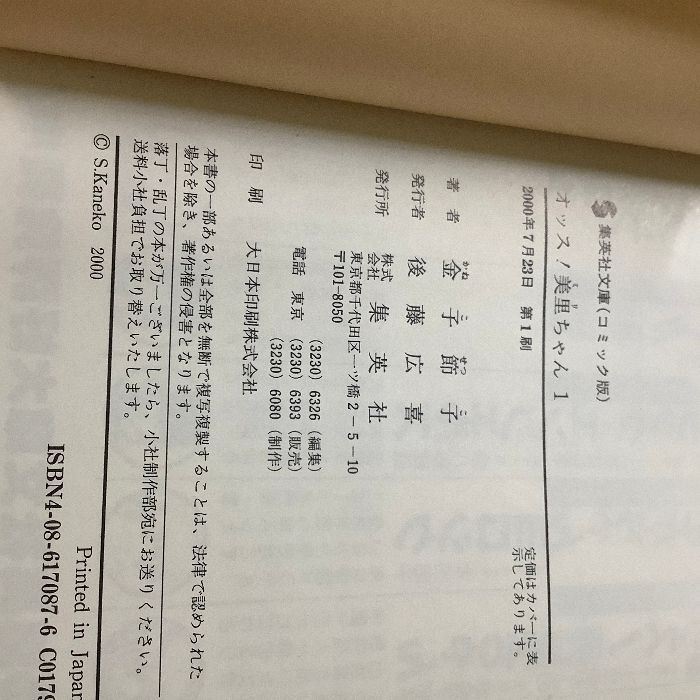 集英社文庫(コミック版)
オッス!美里ちゃん 1
2000年7月23日 第1刷
定価はカバーに表示してあります。
著者 金子節子
かねこせつこ
発行者 後藤広喜
発行所 株式会社 集英社
東京都千代田区一ツ橋2-5-10
〒101-8050
(3230) 6326(編集)
電話 東京 (3230) 6393(販売)
(3230) 6080(制作)
印刷 大日本印刷株式会社
本書の一部あるいは全部を無断で複写複製することは、法律で認められた
場合を除き、著作権の侵害となります。
落丁・乱丁の本が万一ございましたら、小社制作部宛にお送りください。
送料小社負担でお取り替えいたします。
© S.Kaneko 2000
Printed in Japan
ISBN4-08-617087-6 C0179